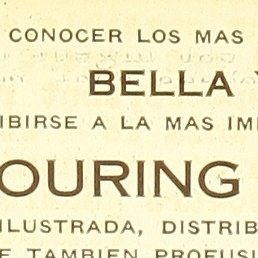 CONOCER LOS MAS
BELLA Y
IBIRSE A LA MAS IM
OURING
ILUSTRADA, DISTRIB
E TAMBIEN PROFUSI